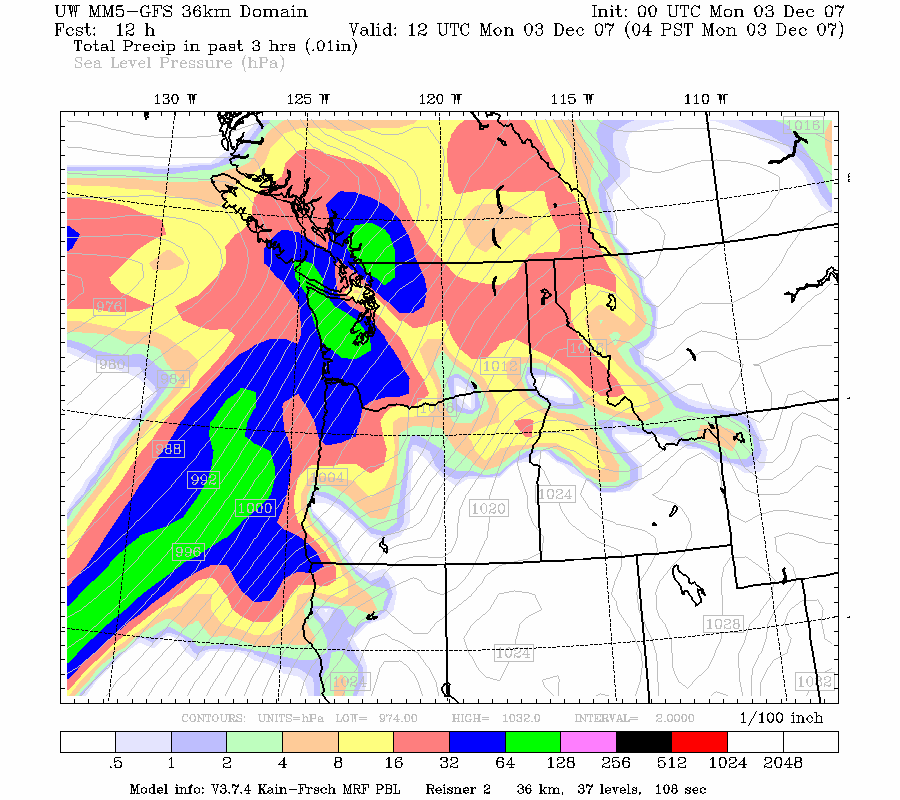 UW MM5-GFS 36km Domain Init: 00 UTC Mon 03 Dec 07
Fcst: 12 h Valid: 12 UTC Mon 03 Dec 07 (04 PST Mon 03 Dec 07)
Total Precip in past 3 hrs (.01in)
Sea Level Pressure (hPa)
130 W 125 W 120 W 115 W 110 W
1016
976
980
984
1012
1008
988
1004
992
1024
1000
1020
996
1028
1024
1024
1032
CONTOURS: UNITS=hPa LOW= 974.00 HIGH= 1032.0 INTERVAL= 2.0000 1/100 inch
.5 1 2 4 8 16 32 64 128 256 512 1024 2048
Model info: V3.7.4 Kain-Frsch MRF PBL Reisner 2 36 km, 37 levels, 108 sec